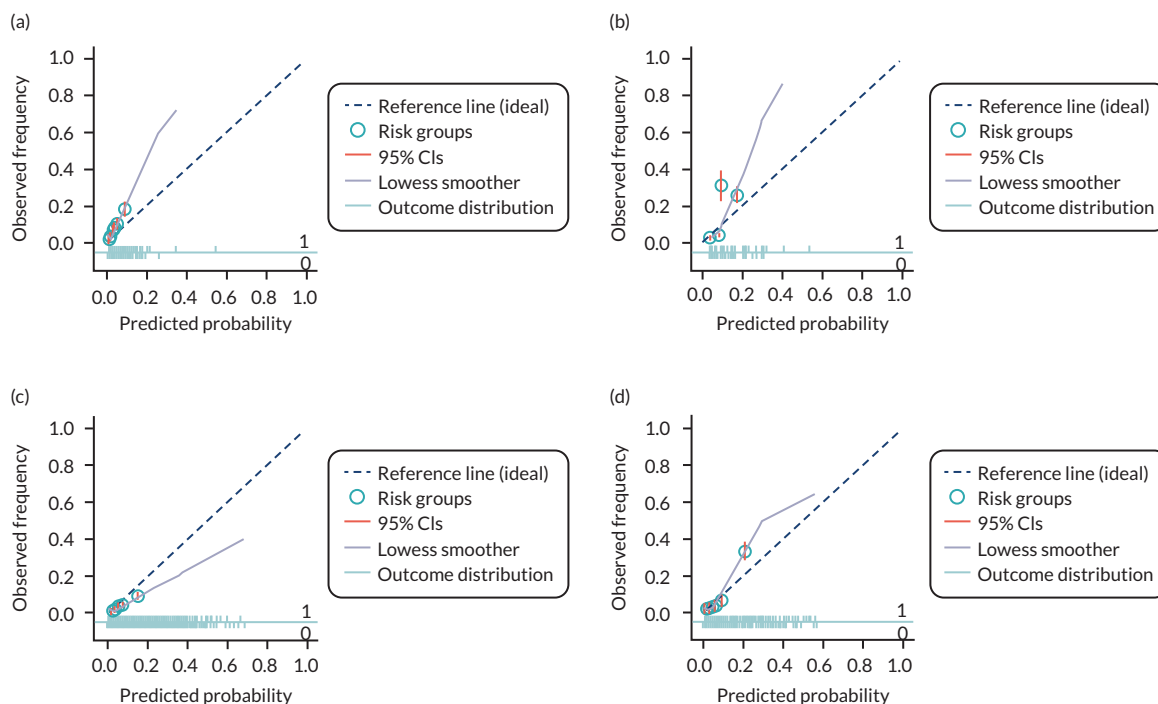 (a)
1.0
0.8
0.6
0.4
0.2
0.0
Observed frequency
1
0
0.0 0.2 0.4 0.6 0.8 1.0
Predicted probability
Reference line (ideal)
Risk groups
95% CIs
Lowess smoother
Outcome distribution
(b)
1.0
0.8
0.6
0.4
0.2
0.0
Observed frequency
1
0
0.0 0.2 0.4 0.6 0.8 1.0
Predicted probability
Reference line (ideal)
Risk groups
95% CIs
Lowess smoother
Outcome distribution
(c)
1.0
0.8
0.6
0.4
0.2
0.0
Observed frequency
1
0
0.0 0.2 0.4 0.6 0.8 1.0
Predicted probability
Reference line (ideal)
Risk groups
95% CIs
Lowess smoother
Outcome distribution
(d)
1.0
0.8
0.6
0.4
0.2
0.0
Observed frequency
1
0
0.0 0.2 0.4 0.6 0.8 1.0
Predicted probability
Reference line (ideal)
Risk groups
95% CIs
Lowess smoother
Outcome distribution